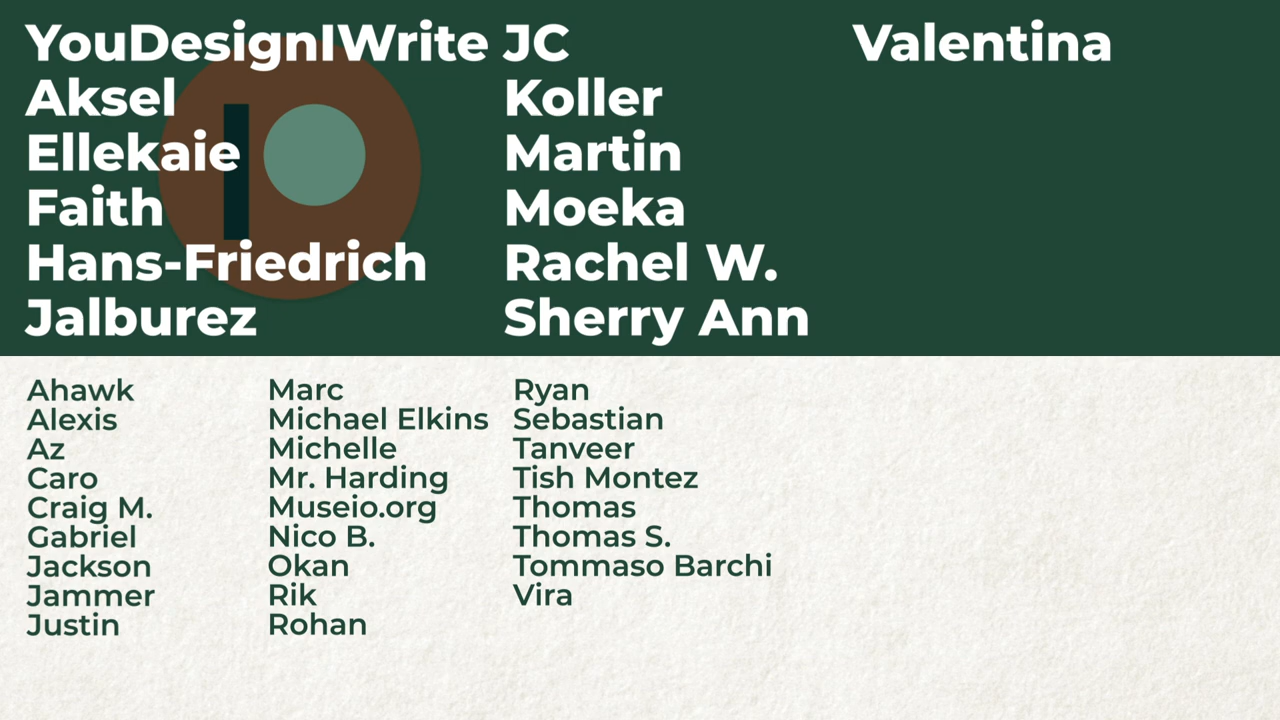 YouDesignIWrite
Aksel
Ellekaie
Faith
Hans-Friedrich
Jalburez
JC
Koller
Martin
Moeka
Rachel W.
Sherry Ann
Valentina
Ahawk
Alexis
Az
Caro
Craig M.
Gabriel
Jackson
Jammer
Justin
Marc
Michael Elkins
Michelle
Mr. Harding
Museio.org
Nico B.
Okan
Rik
Rohan
Ryan
Sebastian
Tanveer
Tish Montez
Thomas
Thomas S.
Tommaso Barchi
Vira